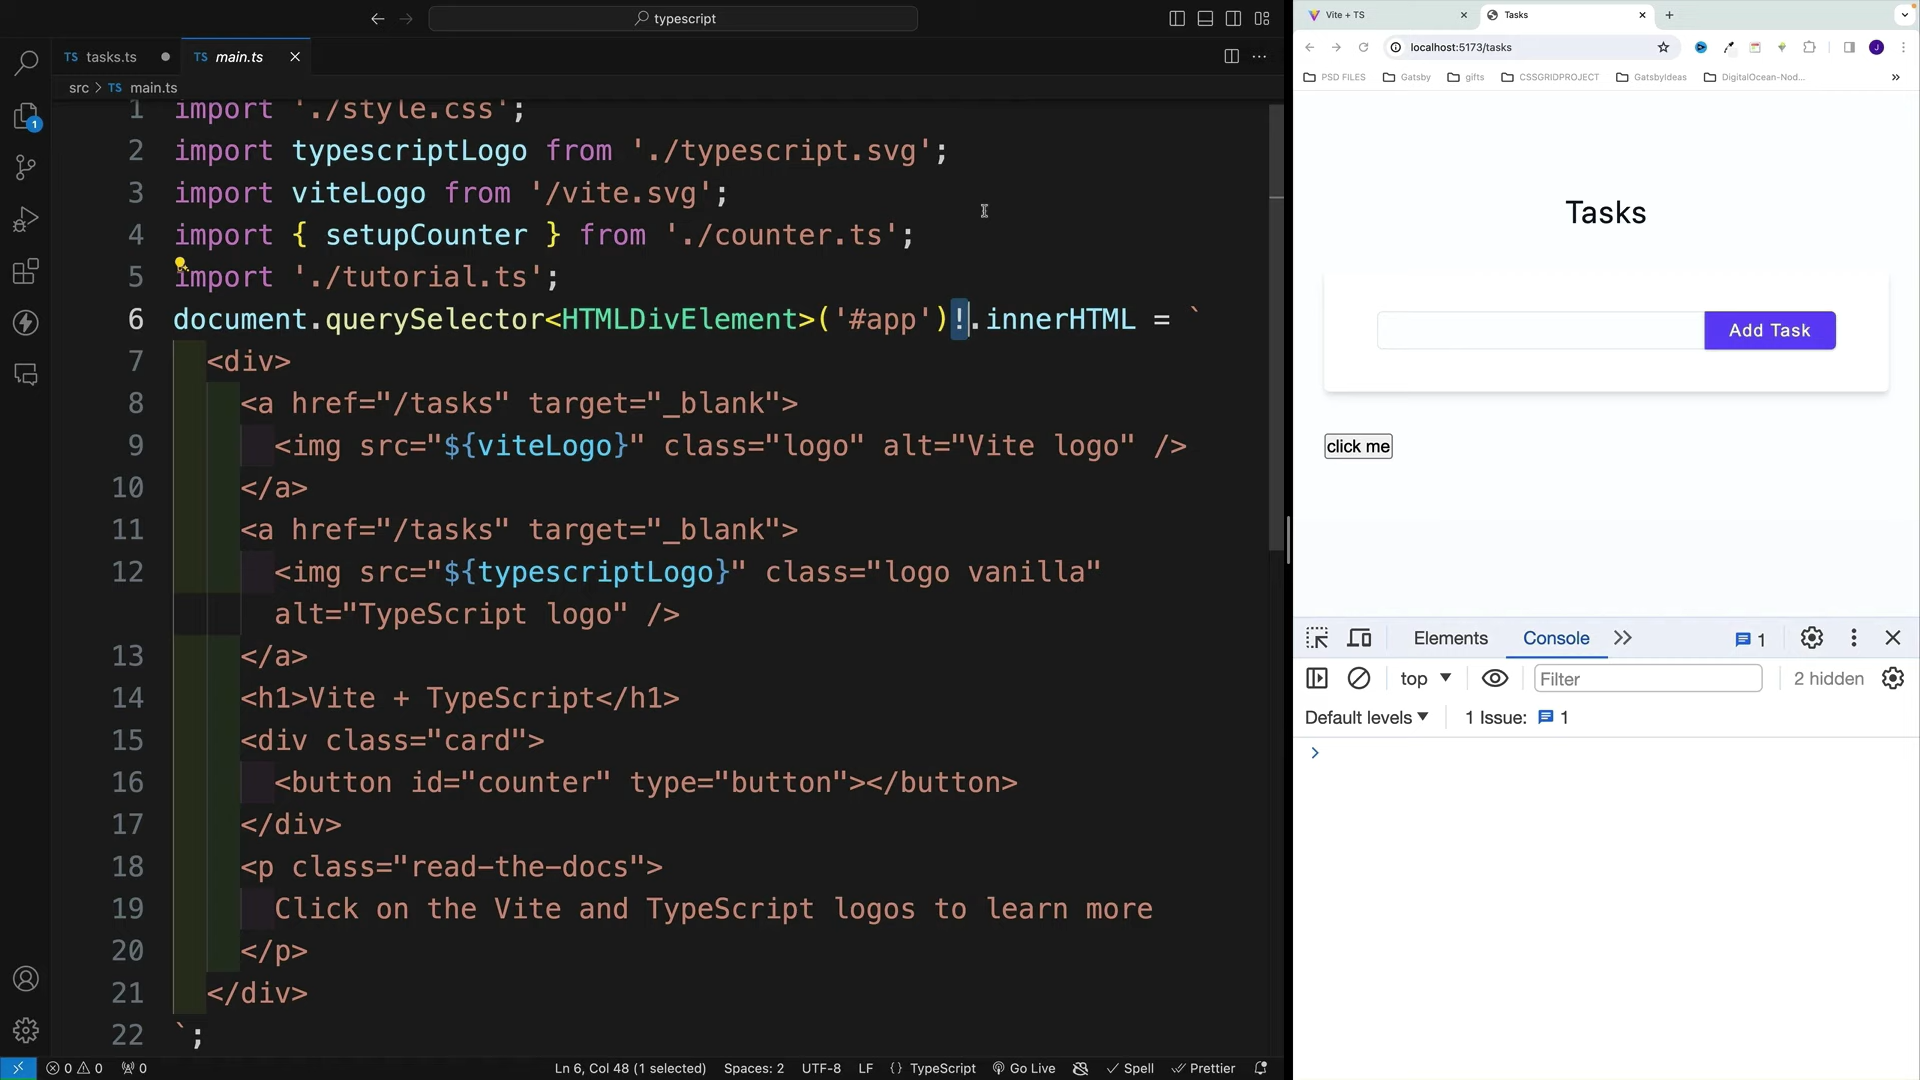 typescript
TS tasks.ts
TS main.ts
src > TS main.ts
1 import './style.css';
2 import typescriptLogo from './typescript.svg';
3 import viteLogo from '/vite.svg';
4 import { setupCounter } from './counter.ts';
5 import './tutorial.ts';
6 document.querySelector<HTMLDivElement>('#app')!.innerHTML = `
7 <div>
8 <a href="/tasks" target="_blank">
9 <img src="${viteLogo}" class="logo" alt="Vite logo" />
10 </a>
11 <a href="/tasks" target="_blank">
12 <img src="${typescriptLogo}" class="logo vanilla"
alt="TypeScript logo" />
13 </a>
14 <h1>Vite + TypeScript</h1>
15 <div class="card">
16 <button id="counter" type="button"></button>
17 </div>
18 <p class="read-the-docs">
19 Click on the Vite and TypeScript logos to learn more
20 </p>
21 </div>
22 `;
1
0 0 0
Ln 6, Col 48 (1 selected) Spaces: 2 UTF-8 LF {} TypeScript Go Live Spell Prettier
Vite + TS
Tasks
localhost:5173/tasks
J
PSD FILES Gatsby gifts CSSGRIDPROJECT GatsbyIdeas DigitalOcean-Nod...
Tasks
Add Task
click me
Elements Console 1
top Filter 2 hidden
Default levels 1 Issue: 1